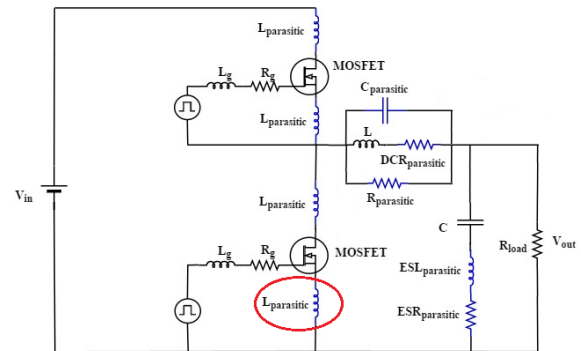 Lparasitic
MOSFET
Lg
Rg
Cparasitic
Lparasitic
L
DCRparasitic
Rparasitic
Vin
Lparasitic
C
MOSFET
Lg
Rg
Rload
Vout
ESLparasitic
Lparasitic
ESRparasitic